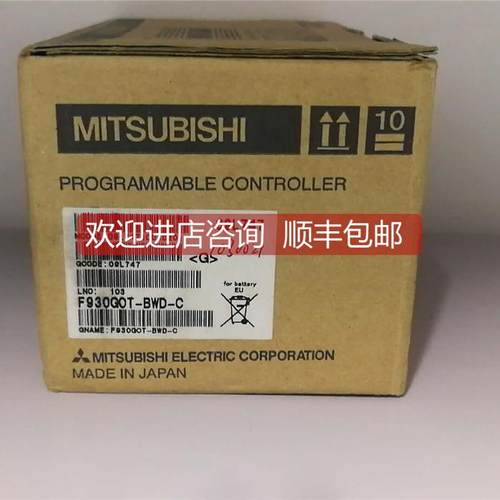 MITSUBISHI
10
PROGRAMMABLE CONTROLLER
09L747
欢迎进店咨询 顺丰包邮
<G>
GCODE:09L747
LNO: 103
for battery
EU
F930GOT-BWD-C
GNAME:F930GOT-BWD-C
MITSUBISHI ELECTRIC CORPORATION
MADE IN JAPAN